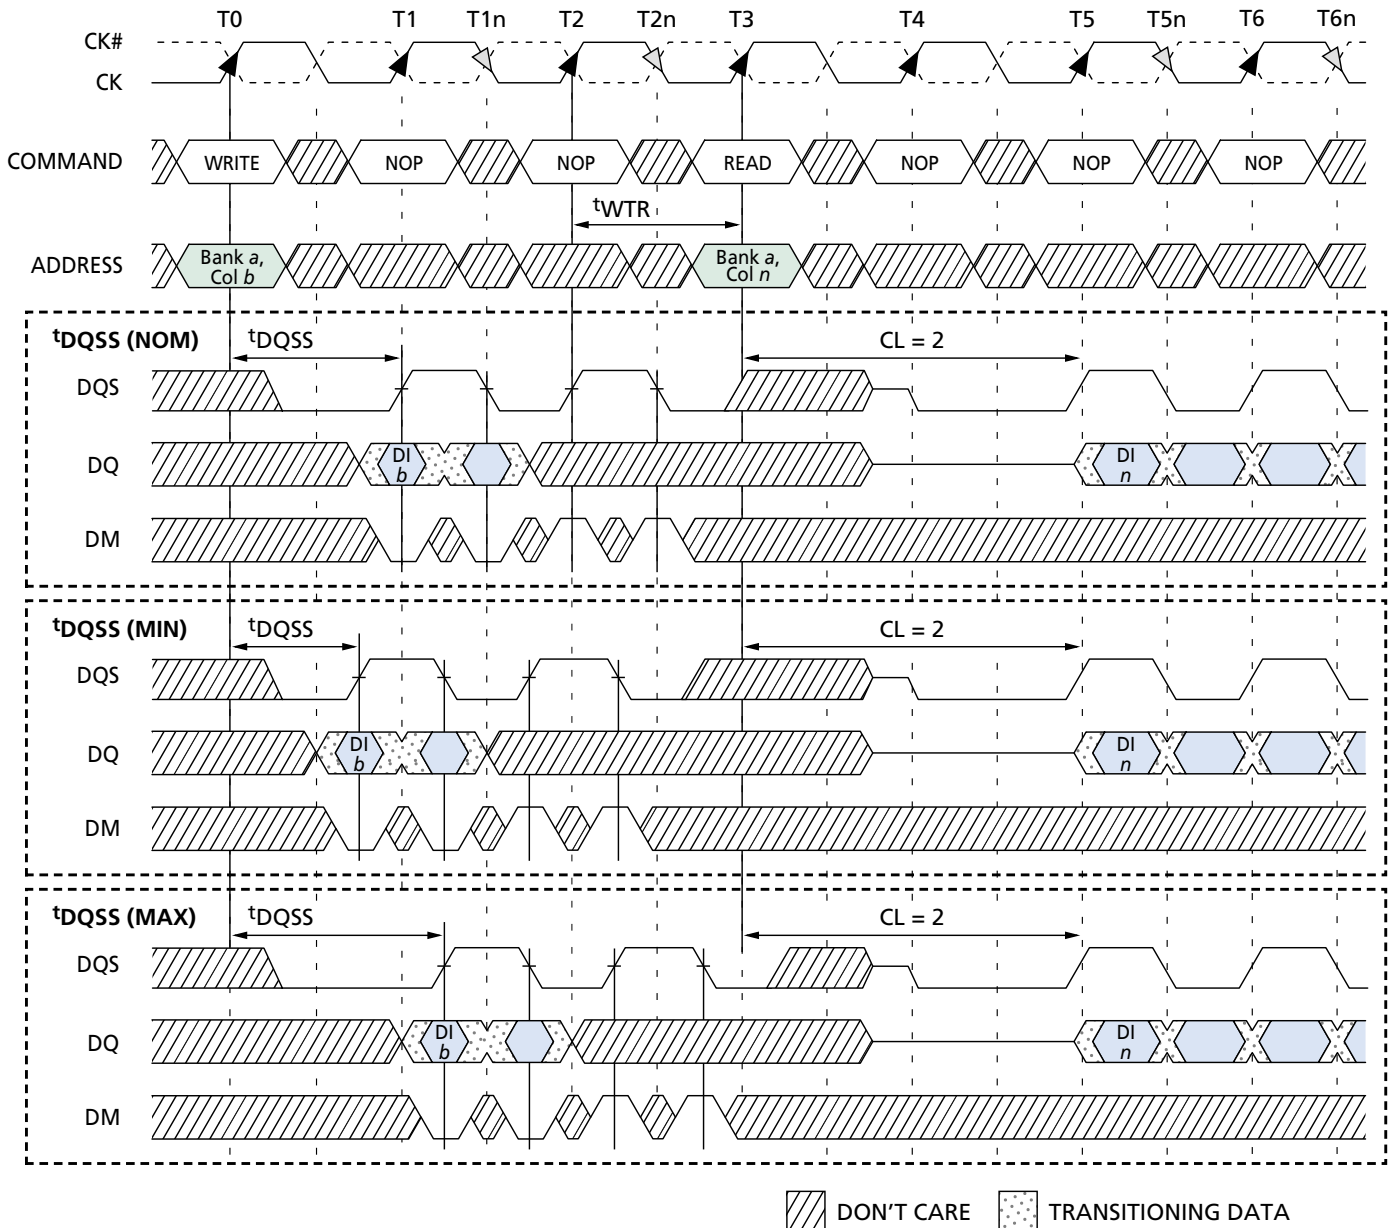 T0 T1 T1n T2 T2n T3 T4 T5 T5n T6 T6n
CK#
CK
COMMAND WRITE NOP NOP READ NOP NOP NOP
tWTR
ADDRESS Bank a, Col b Bank a, Col n
tDQSS (NOM) tDQSS CL = 2
DQS
DQ DI b DI n
DM
tDQSS (MIN) tDQSS CL = 2
DQS
DQ DI b DI n
DM
tDQSS (MAX) tDQSS CL = 2
DQS
DQ DI b DI n
DM
DON'T CARE TRANSITIONING DATA